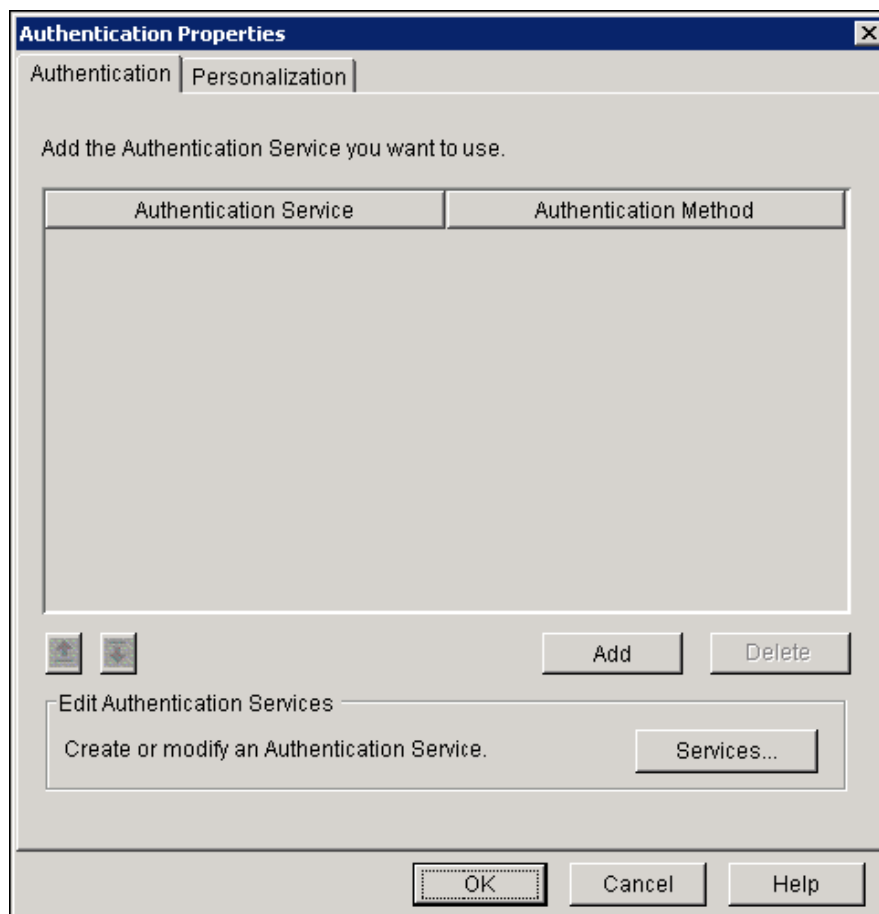 Authentication Properties
Authentication Personalization
Add the Authentication Service you want to use.
Authentication Service Authentication Method
Add Delete
Edit Authentication Services
Create or modify an Authentication Service. Services...
OK Cancel Help